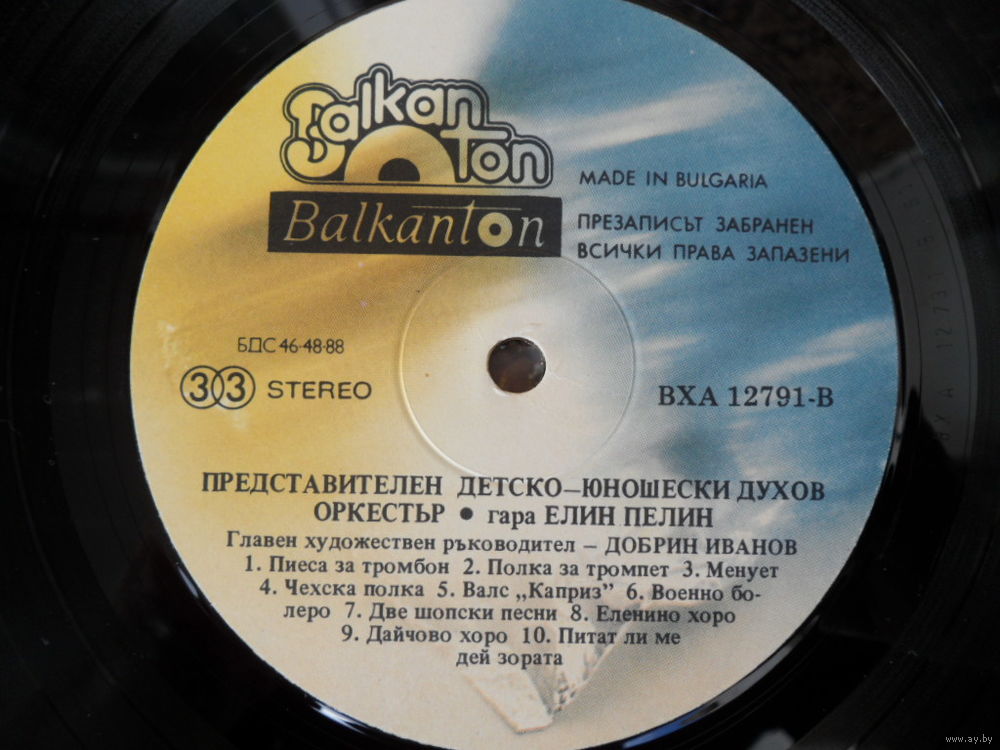 Balkan
ton
Balkanton
MADE IN BULGARIA
ПРЕЗАПИСЪТ ЗАБРАНЕН
ВСИЧКИ ПРАВА ЗАПАЗЕНИ
БДС 46-48-88
33 STEREO
ВХА 12791-В
ПРЕДСТАВИТЕЛЕН ДЕТСКО–ЮНОШЕСКИ ДУХОВ
ОРКЕСТЪР • гара ЕЛИН ПЕЛИН
Главен художествен ръководител – ДОБРИН ИВАНОВ
1. Пиеса за тромбон 2. Полка за тромпет 3. Менует
4. Чехска полка 5. Валс „Каприз” 6. Военно бо-
леро 7. Две шопски песни 8. Еленино хоро
9. Дайчово хоро 10. Питат ли ме
дей зората
www.ay.by